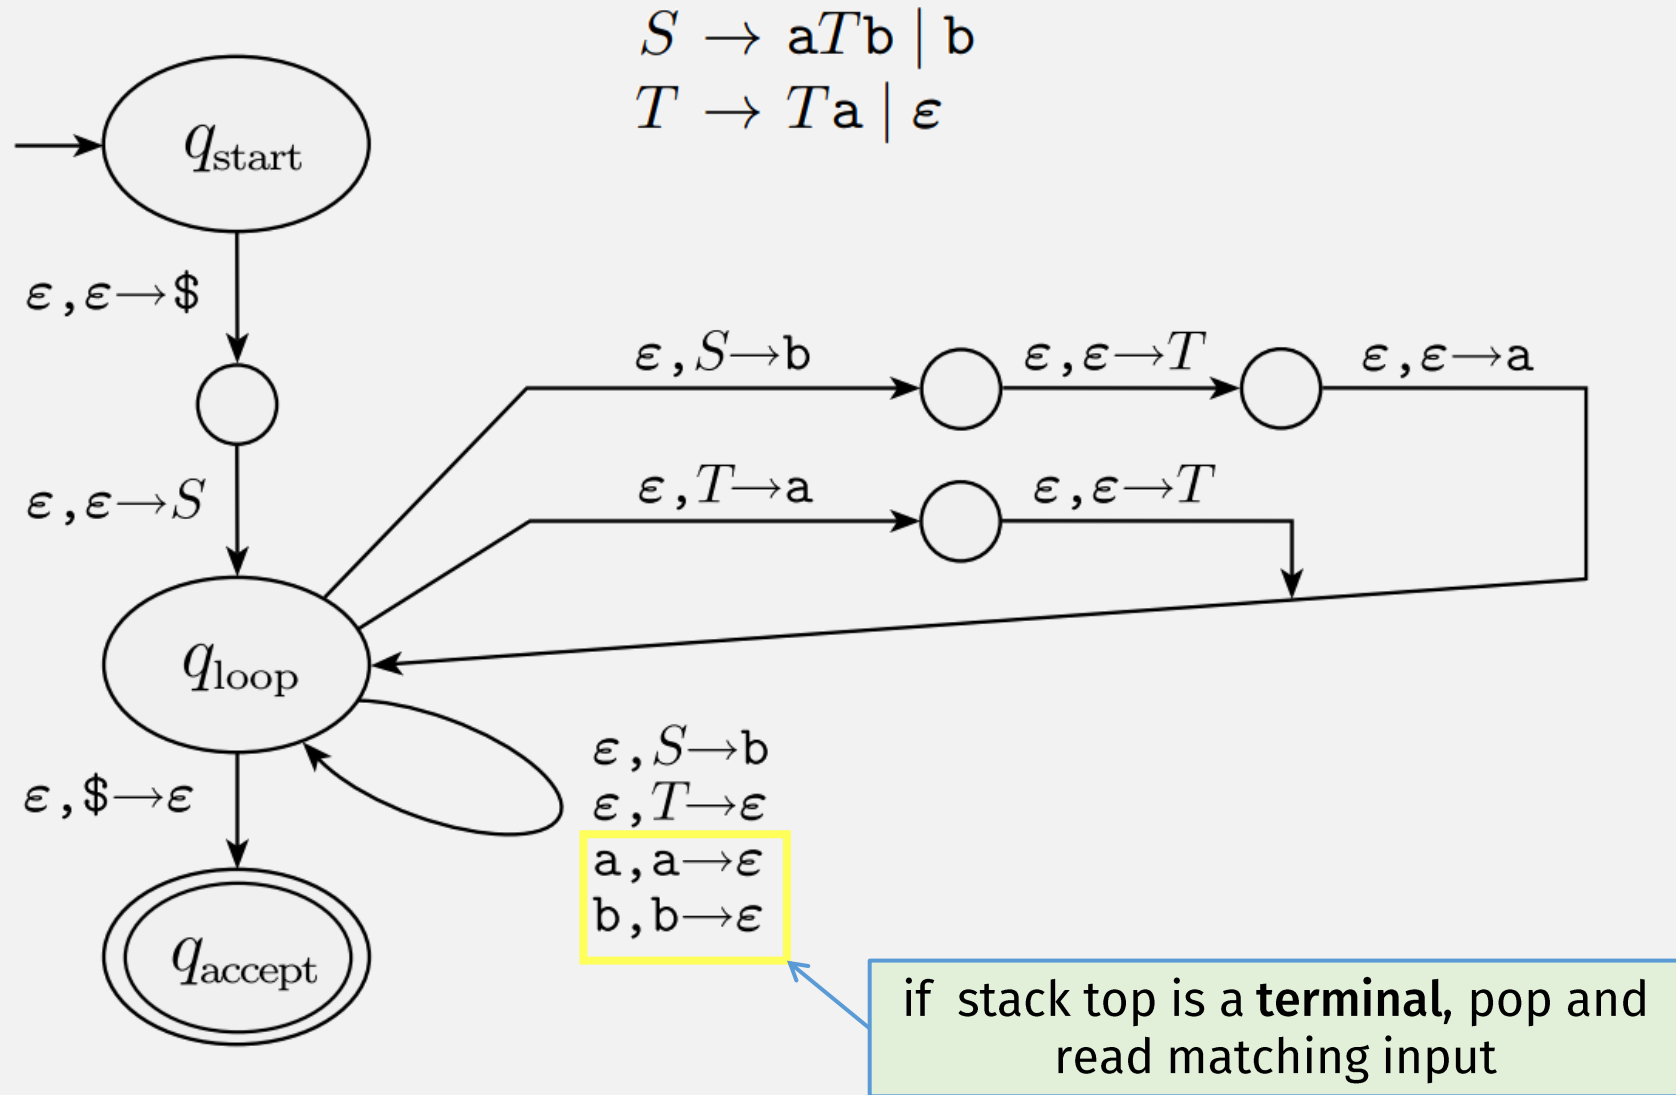 S → aTb | b
T → Ta | ε
q_start
ε,ε→$
ε,S→b
ε,ε→T
ε,ε→a
ε,ε→S
ε,T→a
ε,ε→T
q_loop
ε,S→b
ε,T→ε
ε,$→ε
a,a→ε
b,b→ε
q_accept
if stack top is a terminal, pop and
read matching input